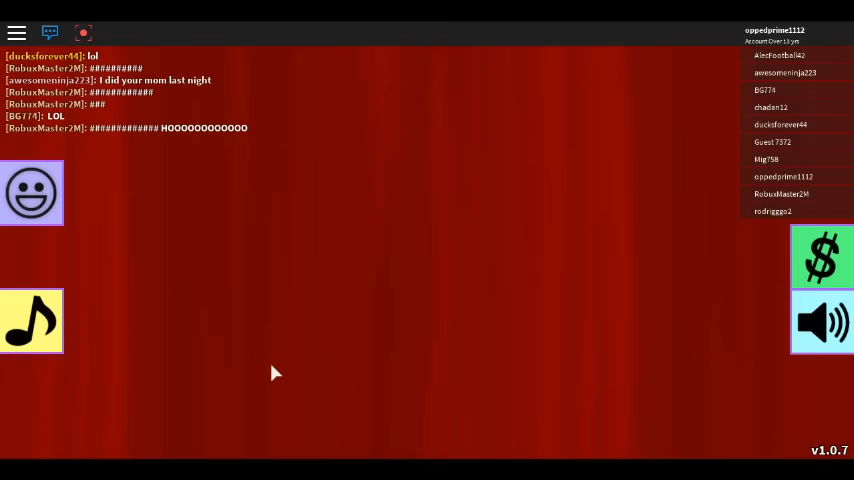 [ducksforever44]: lol
[RobuxMaster2M]: ##########
[awesomeninja223]: I did your mom last night
[RobuxMaster2M]: ############
[RobuxMaster2M]: ###
[BG774]: LOL
[RobuxMaster2M]: ############# HOOOOOOOOOOOO
oppedprime1112
Account Over 13 yrs
AlecFootball42
awesomeninja223
BG774
chadan12
ducksforever44
Guest 7372
Mig758
oppedprime1112
RobuxMaster2M
rodrigggo2
$
v1.0.7